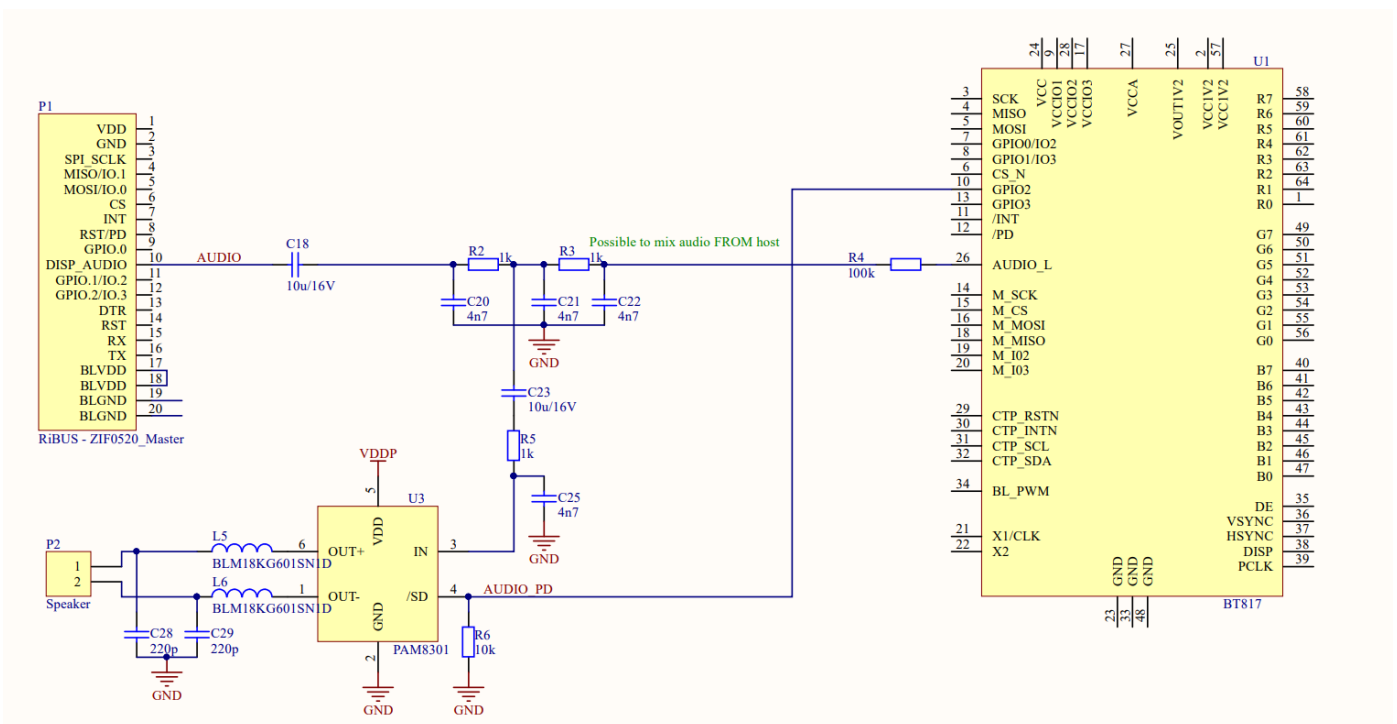 P1
VDD 1
GND 2
SPI_SCLK 3
MISO/IO.1 4
MOSI/IO.0 5
CS 6
INT 7
RST/PD 8
GPIO.0 9
DISP_AUDIO 10
GPIO.1/IO.2 11
GPIO.2/IO.3 12
DTR 13
RST 14
RX 15
TX 16
BLVDD 17
BLVDD 18
BLGND 19
BLGND 20
RiBUS - ZIF0520_Master
AUDIO
C18
10u/16V
R2
1k
R3
1k
Possible to mix audio FROM host
C20
4n7
C21
4n7
C22
4n7
GND
R4
100k
C23
10u/16V
R5
1k
C25
4n7
GND
VDDP
5
U3
VDD
OUT+
OUT-
IN
/SD
GND
6
1
3
4
2
PAM8301
AUDIO_PD
R6
10k
GND
GND
P2
1
2
Speaker
L5
BLM18KG601SN1D
L6
BLM18KG601SN1D
C28
220p
C29
220p
GND
U1
24 VCC
9 VCCIO1
28 VCCIO2
17 VCCIO3
27 VCCA
25 VOUT1V2
2 VCC1V2
57 VCC1V2
3 SCK
4 MISO
5 MOSI
7 GPIO0/IO2
8 GPIO1/IO3
6 CS_N
10 GPIO2
13 GPIO3
11 /INT
12 /PD
26 AUDIO_L
14 M_SCK
15 M_CS
16 M_MOSI
18 M_MISO
19 M_I02
20 M_I03
29 CTP_RSTN
30 CTP_INTN
31 CTP_SCL
32 CTP_SDA
34 BL_PWM
21 X1/CLK
22 X2
R7 58
R6 59
R5 60
R4 61
R3 62
R2 63
R1 64
R0 1
G7 49
G6 50
G5 51
G4 52
G3 53
G2 54
G1 55
G0 56
B7 40
B6 41
B5 42
B4 43
B3 44
B2 45
B1 46
B0 47
DE 35
VSYNC 36
HSYNC 37
DISP 38
PCLK 39
GND 23
GND 33
GND 48
BT817